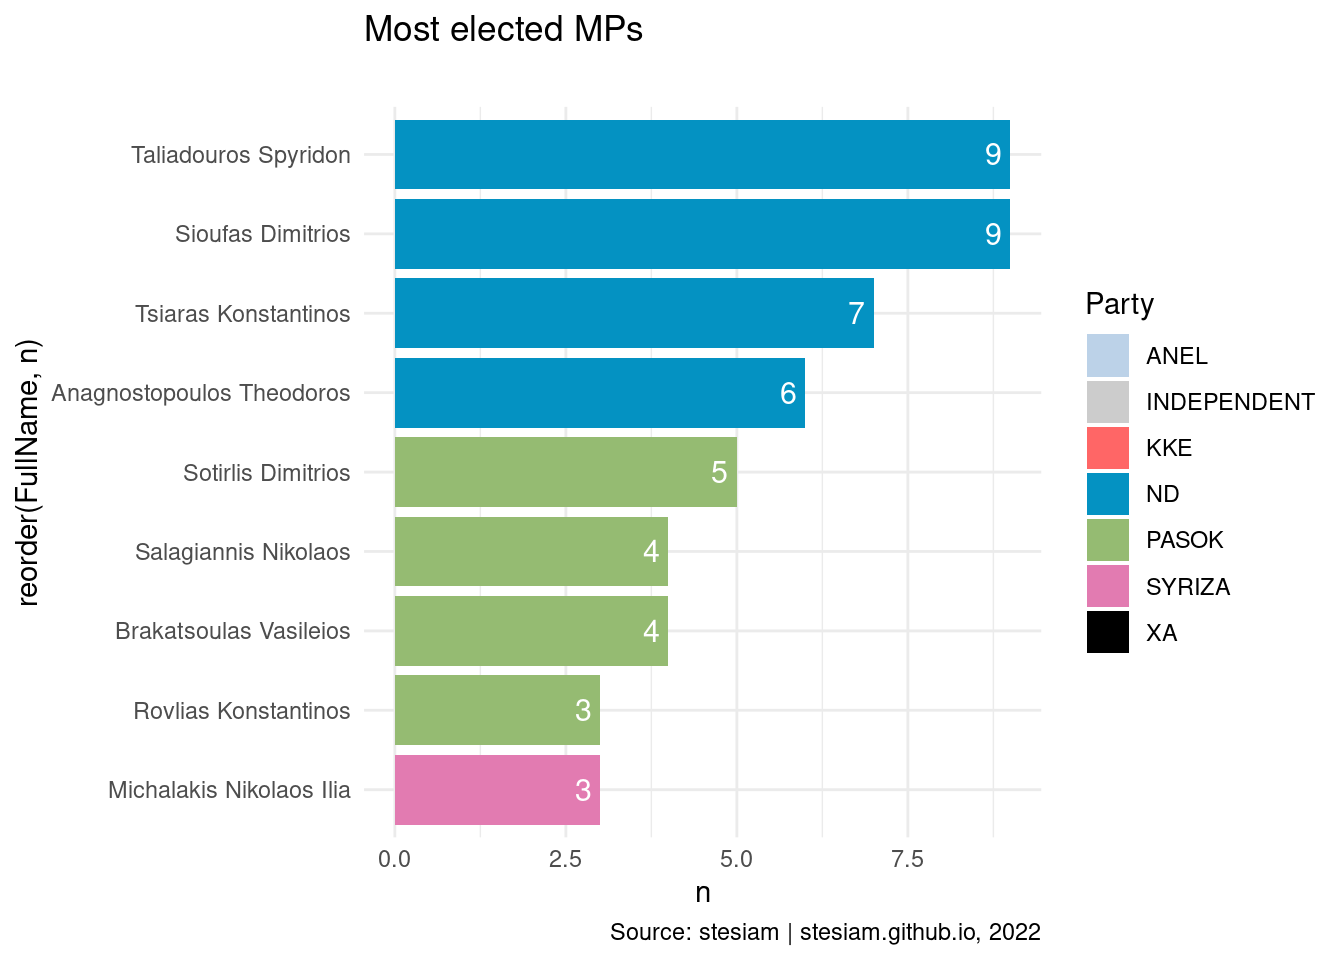 Most elected MPs
reorder(FullName, n)
Taliadouros Spyridon 9
Sioufas Dimitrios 9
Tsiaras Konstantinos 7
Anagnostopoulos Theodoros 6
Sotirlis Dimitrios 5
Salagiannis Nikolaos 4
Brakatsoulas Vasileios 4
Rovlias Konstantinos 3
Michalakis Nikolaos Ilia 3
0.0 2.5 5.0 7.5
n
Party
ANEL
INDEPENDENT
KKE
ND
PASOK
SYRIZA
XA
Source: stesiam | stesiam.github.io, 2022